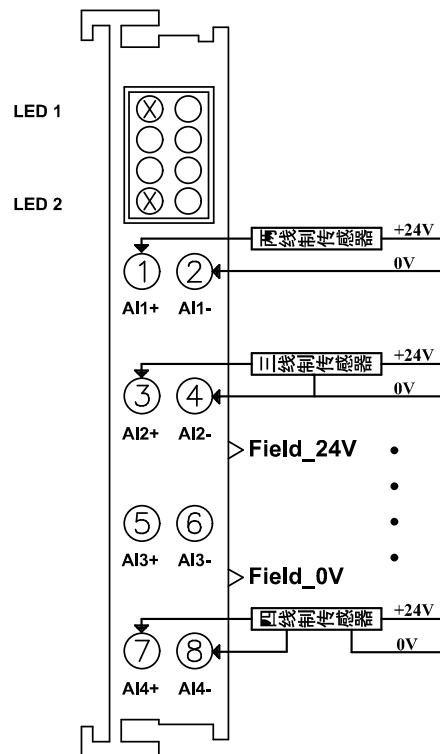 LED 1
LED 2
两线制传感器 +24V
① ② 0V
AI1+ AI1-
三线制传感器 +24V
③ ④ 0V
AI2+ AI2-
Field_24V
⑤ ⑥
AI3+ AI3-
Field_0V
四线制传感器 +24V
⑦ ⑧ 0V
AI4+ AI4-